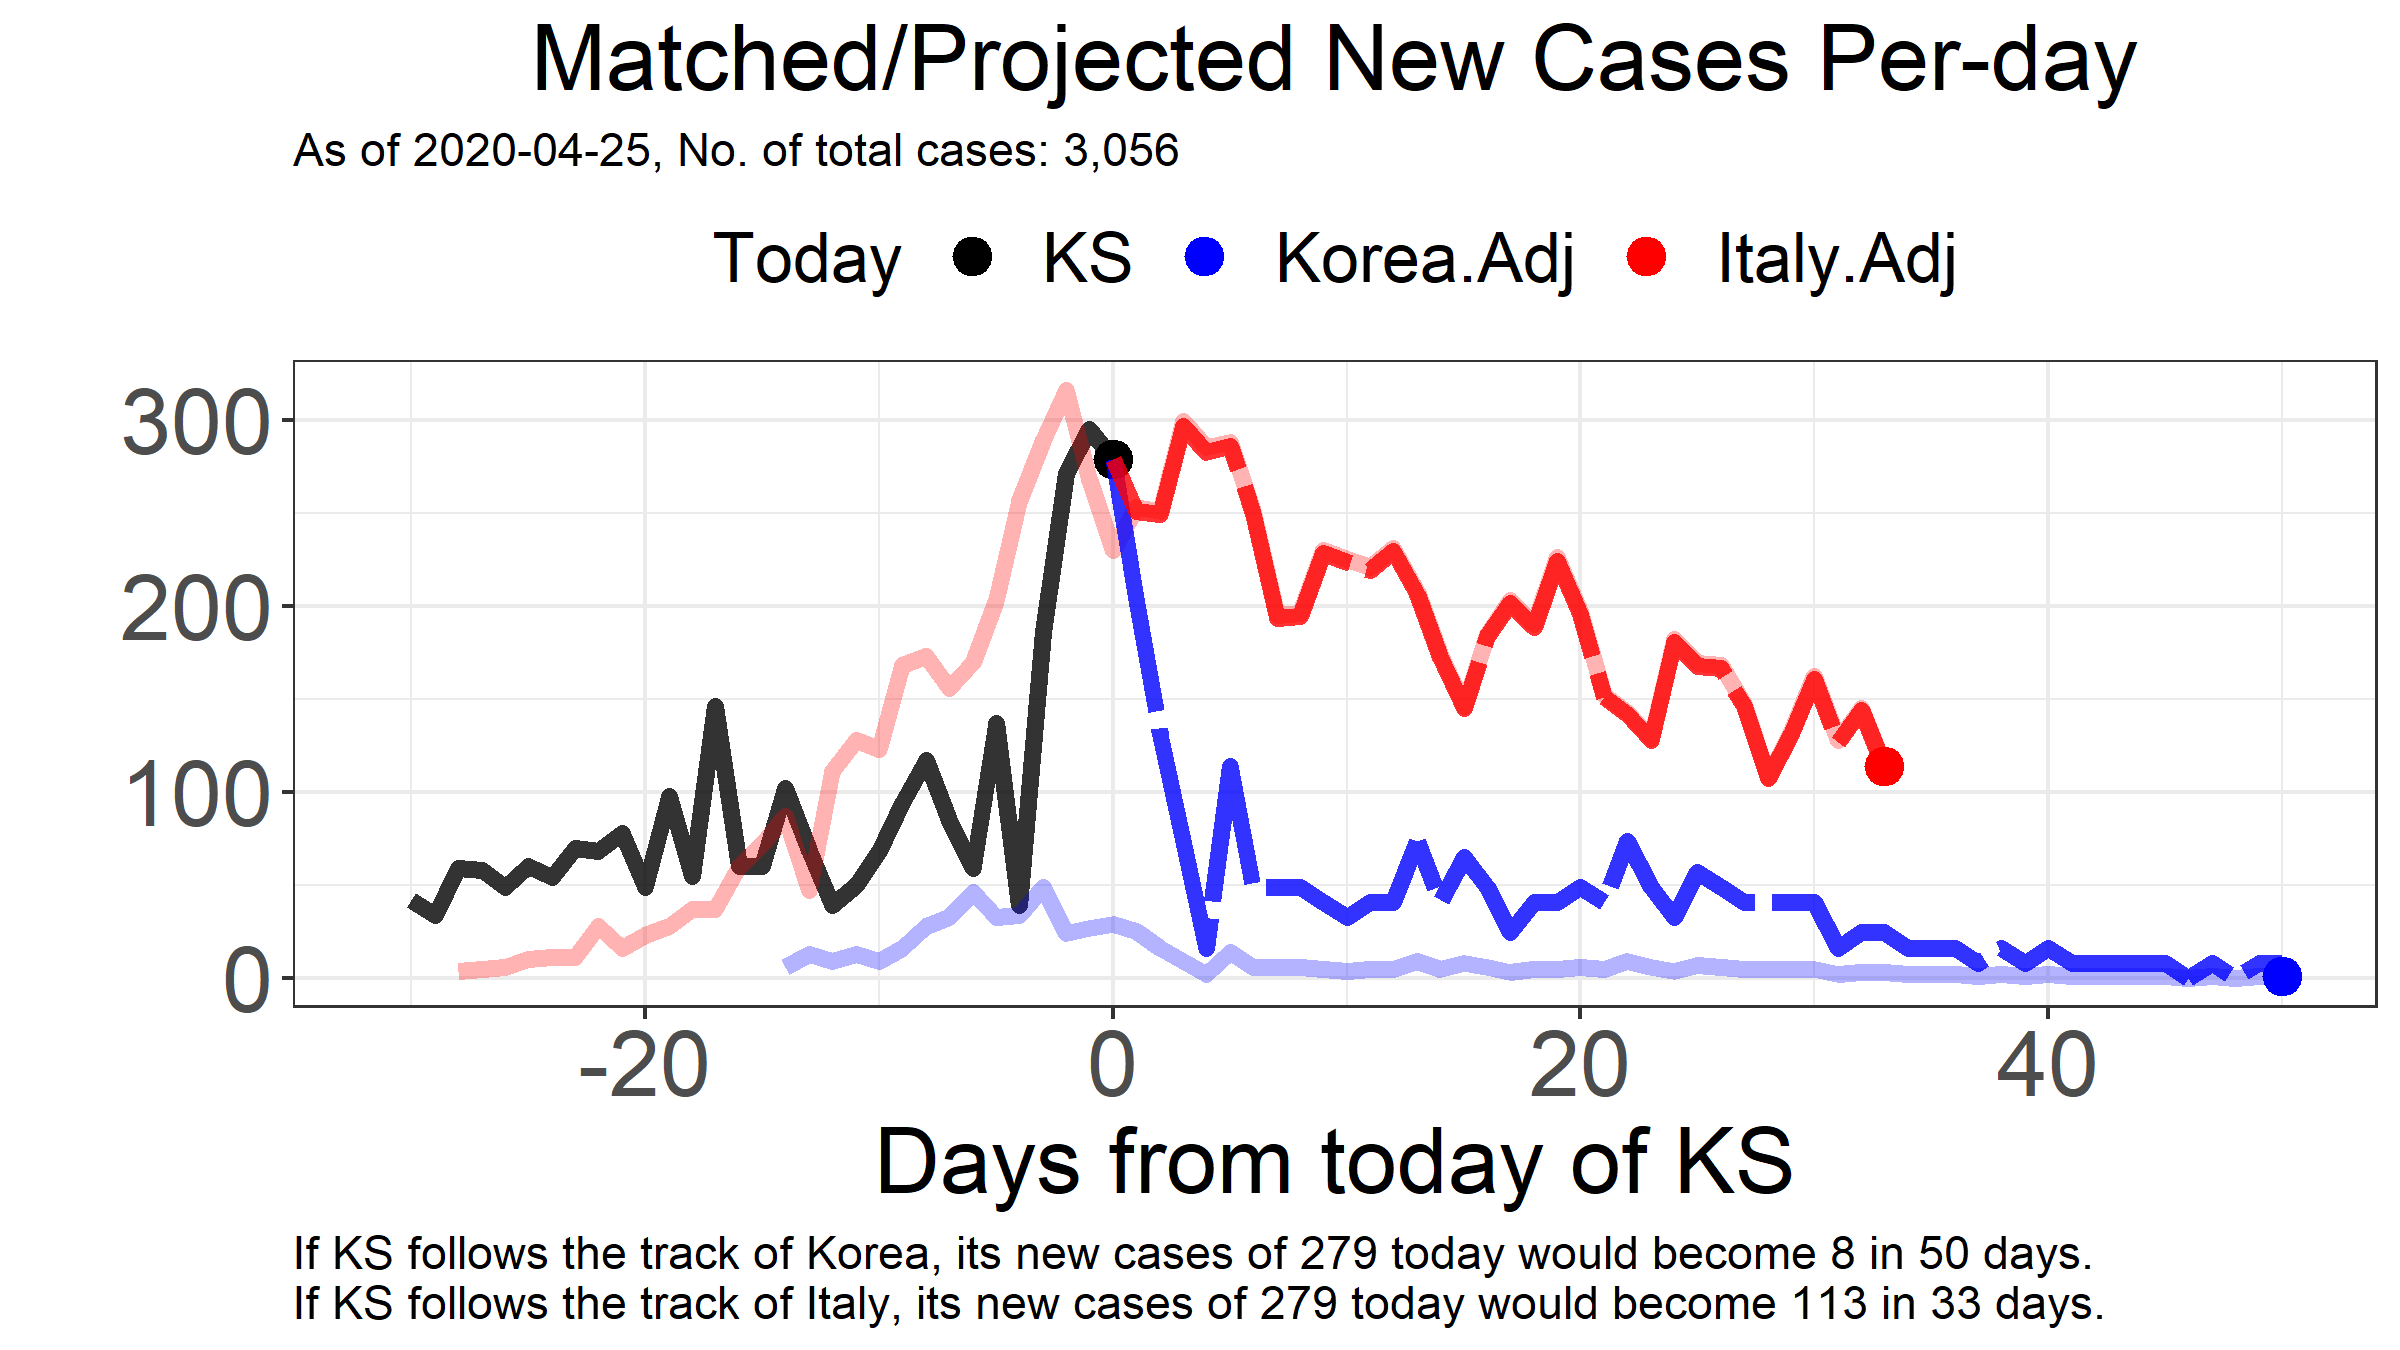 Matched/Projected New Cases Per-day
As of 2020-04-25, No. of total cases: 3,056
Today KS Korea.Adj Italy.Adj
300
200
100
0
-20 0 20 40
Days from today of KS
If KS follows the track of Korea, its new cases of 279 today would become 8 in 50 days.
If KS follows the track of Italy, its new cases of 279 today would become 113 in 33 days.